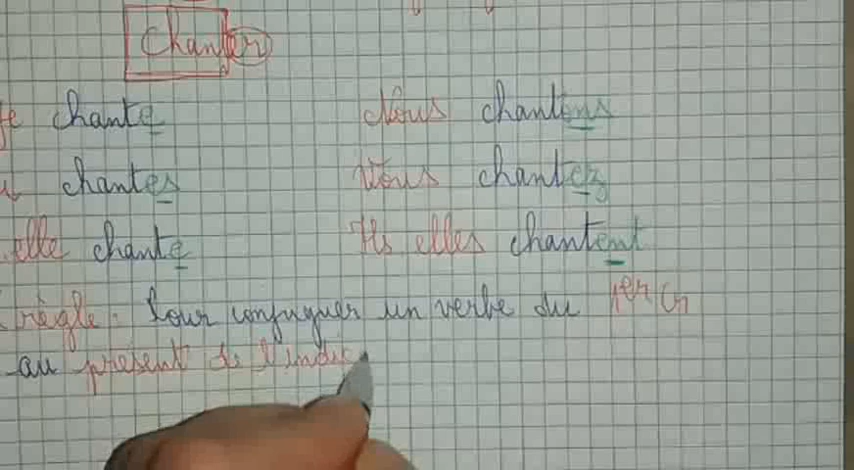 Chanter
Je chante Nous chantons
chantes Vous chantez
elle chante Ils elles chantent
règle : Pour conjuguer un verbe du 1er Gr
au présent de l'indic